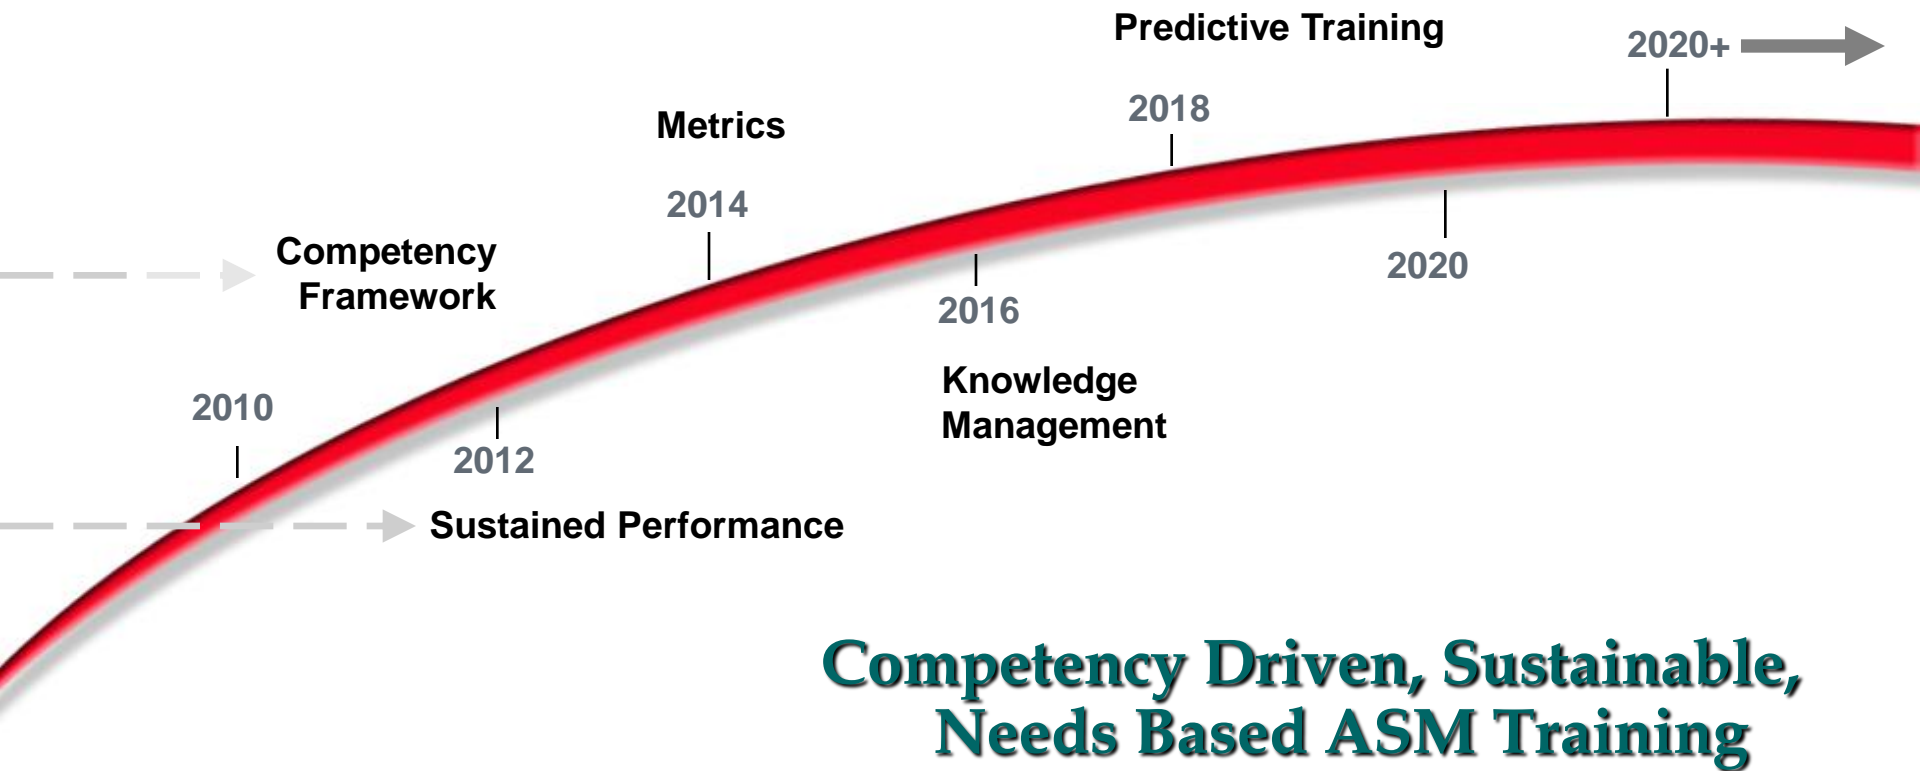 Predictive Training
2020+
2018
Metrics
2014
Competency
Framework
2020
2016
Knowledge
Management
2010
2012
Sustained Performance
Competency Driven, Sustainable,
Needs Based ASM Training